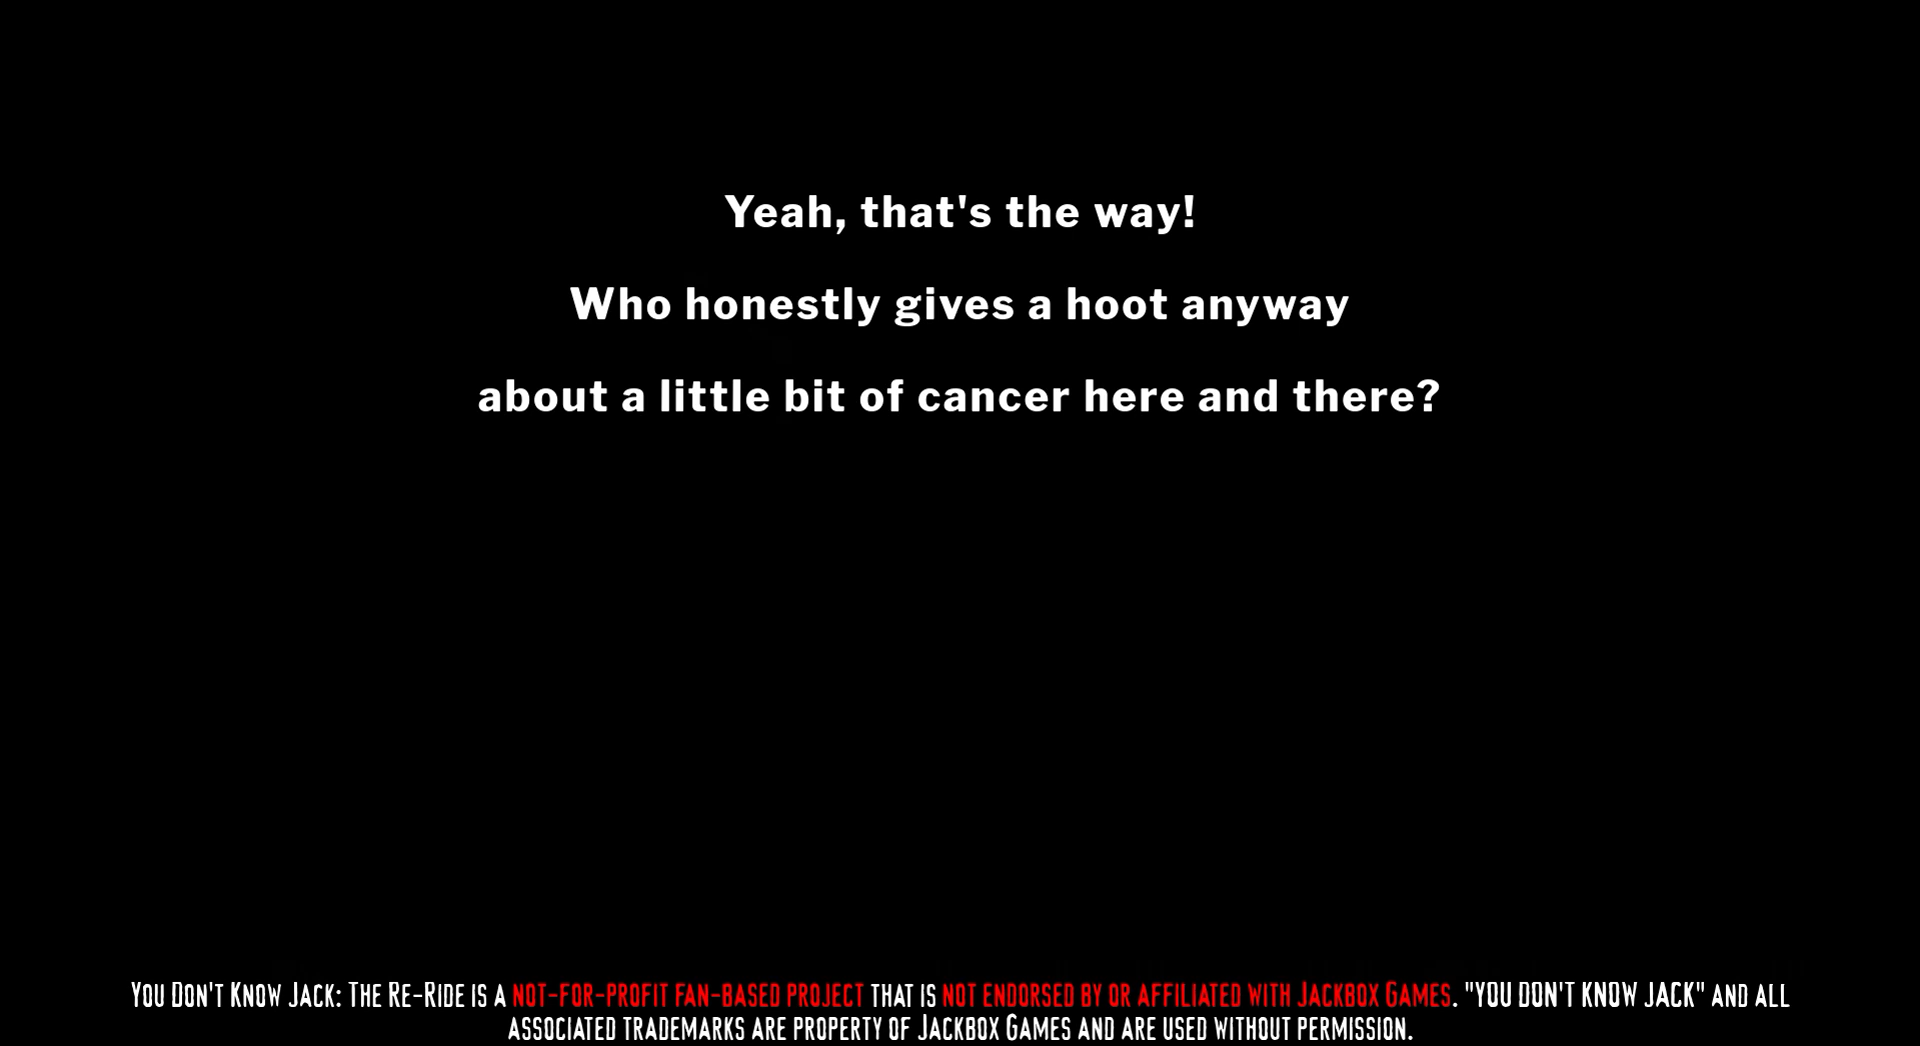 Yeah, that's the way!
Who honestly gives a hoot anyway
about a little bit of cancer here and there?
You Don't Know Jack: The Re-Ride is a not-for-profit fan-based project that is not endorsed by or affiliated with Jackbox Games. "YOU DON'T KNOW JACK" and all
associated trademarks are property of Jackbox Games and are used without permission.